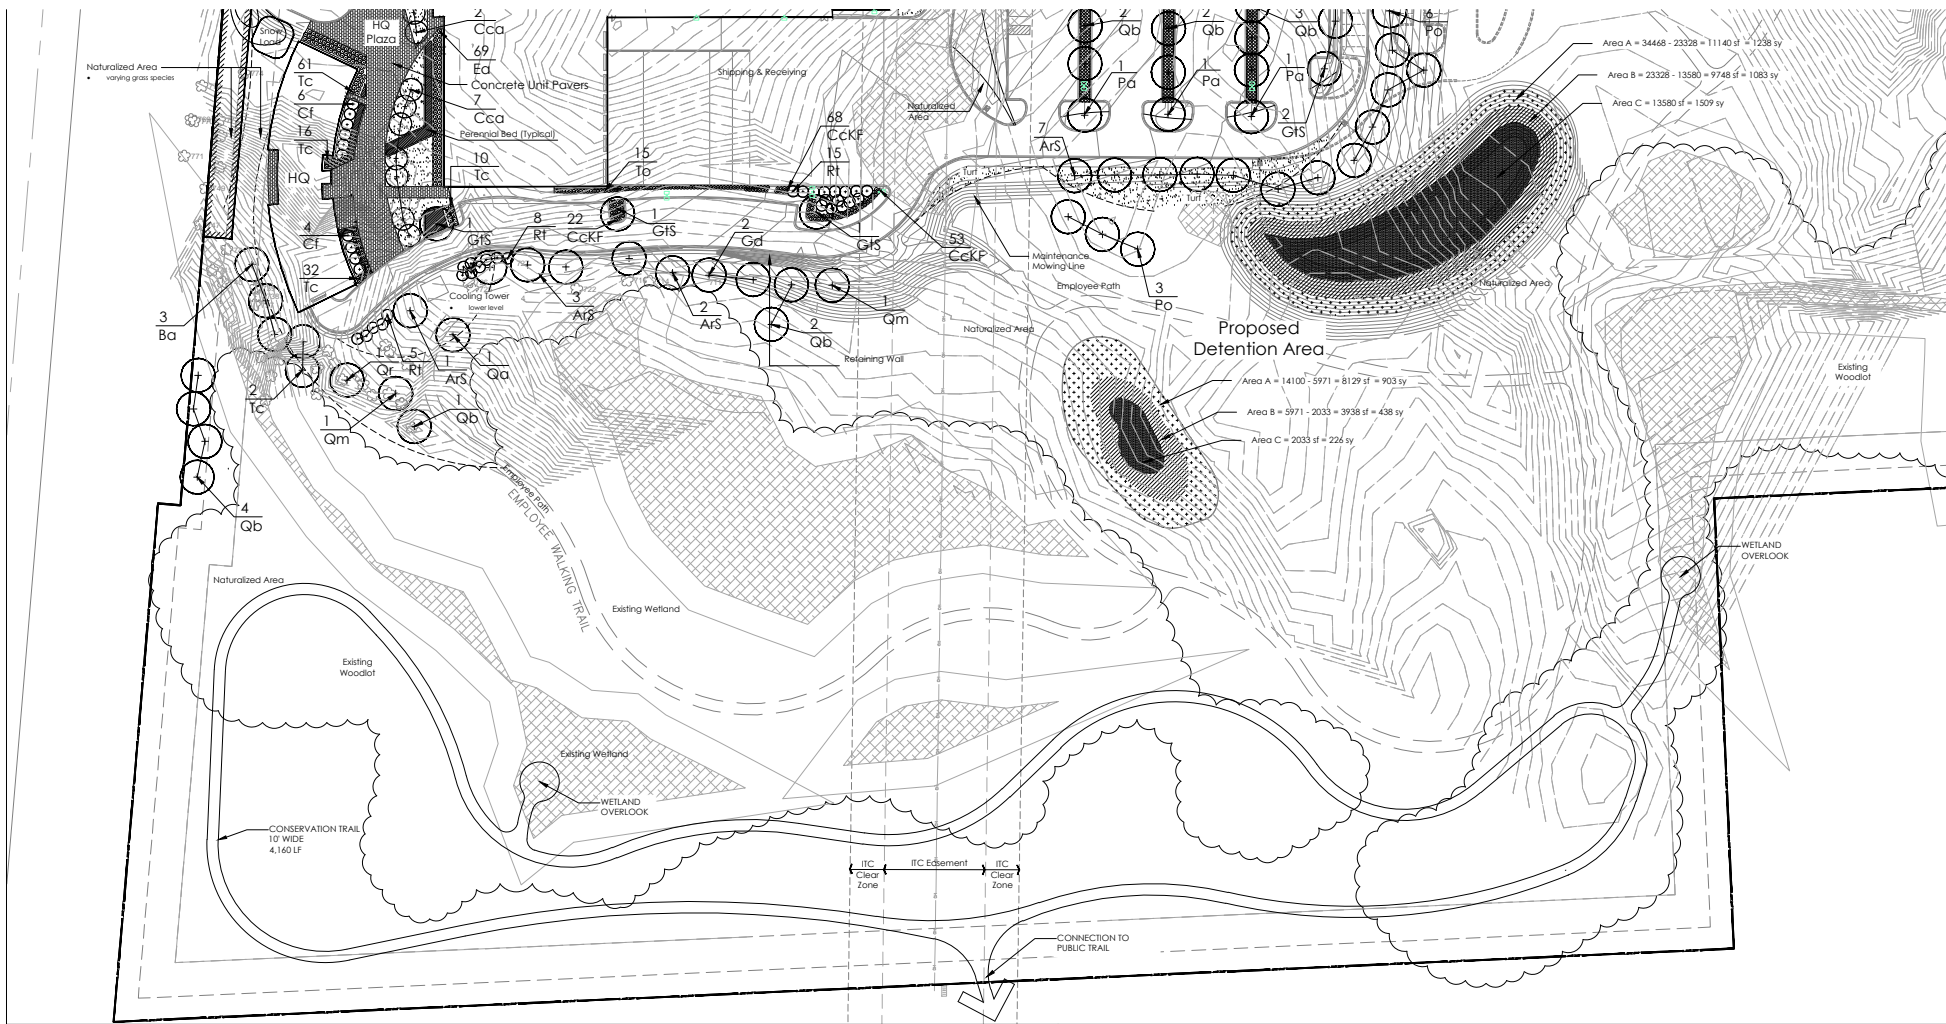 HQ
Plaza
Snow
Load
Naturalized Area
• varying grass species
61
Tc
6
Cf
16
Tc
HQ
4
Cf
32
Tc
2
Cca
69
Ea
Concrete Unit Pavers
7
Cca
Perennial Bed (Typical)
10
Tc
Shipping & Receiving
15
To
68
CcKF
15
Rt
Naturalized
Area
7
ArS
2
Qb
2
Qb
3
Qb
6
Po
1
Pa
1
Pa
1
Pa
2
GtS
Turf
Turf
Area A = 34468 - 23328 = 11140 sf = 1238 sy
Area B = 23328 - 13580 = 9748 sf = 1083 sy
Area C = 13580 sf = 1509 sy
1
GtS
8
Rt
22
CcKF
1
GtS
2
Gd
1
GtS
53
CcKF
Maintenance
Mowing Line
Employee Path
3
Po
Naturalized Area
Cooling Tower
lower level
3
ArS
2
ArS
2
Qb
1
Qm
Naturalized Area
Retaining Wall
Proposed
Detention Area
3
Ba
2
Tc
1
Qr
5
Rt
1
ArS
1
Qa
1
Qm
1
Qb
4
Qb
Area A = 14100 - 5971 = 8129 sf = 903 sy
Area B = 5971 - 2033 = 3938 sf = 438 sy
Area C = 2033 sf = 226 sy
Existing
Woodlot
Employee Path
EMPLOYEE WALKING TRAIL
WETLAND
OVERLOOK
Naturalized Area
Existing Wetland
Existing
Woodlot
Existing Wetland
WETLAND
OVERLOOK
CONSERVATION TRAIL
10' WIDE
4,160 LF
ITC
Clear
Zone
ITC Easement
ITC
Clear
Zone
CONNECTION TO
PUBLIC TRAIL